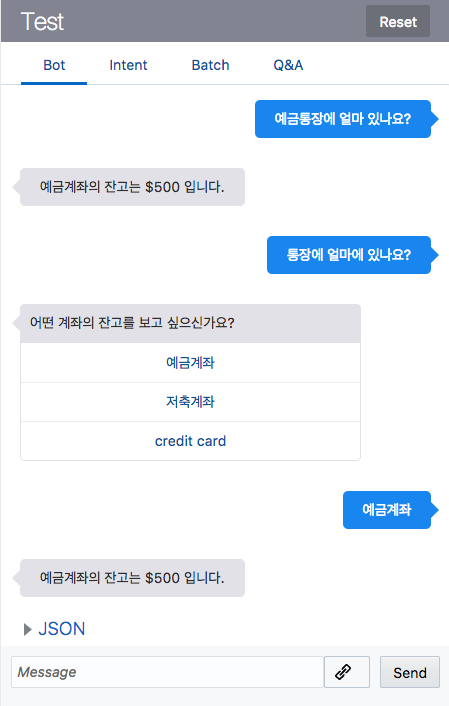 Test
Reset
Bot Intent Batch Q&A
예금통장에 얼마 있나요?
예금계좌의 잔고는 $500 입니다.
통장에 얼마에 있나요?
어떤 계좌의 잔고를 보고 싶으신가요?
예금계좌
저축계좌
credit card
예금계좌
예금계좌의 잔고는 $500 입니다.
JSON
Message
Send